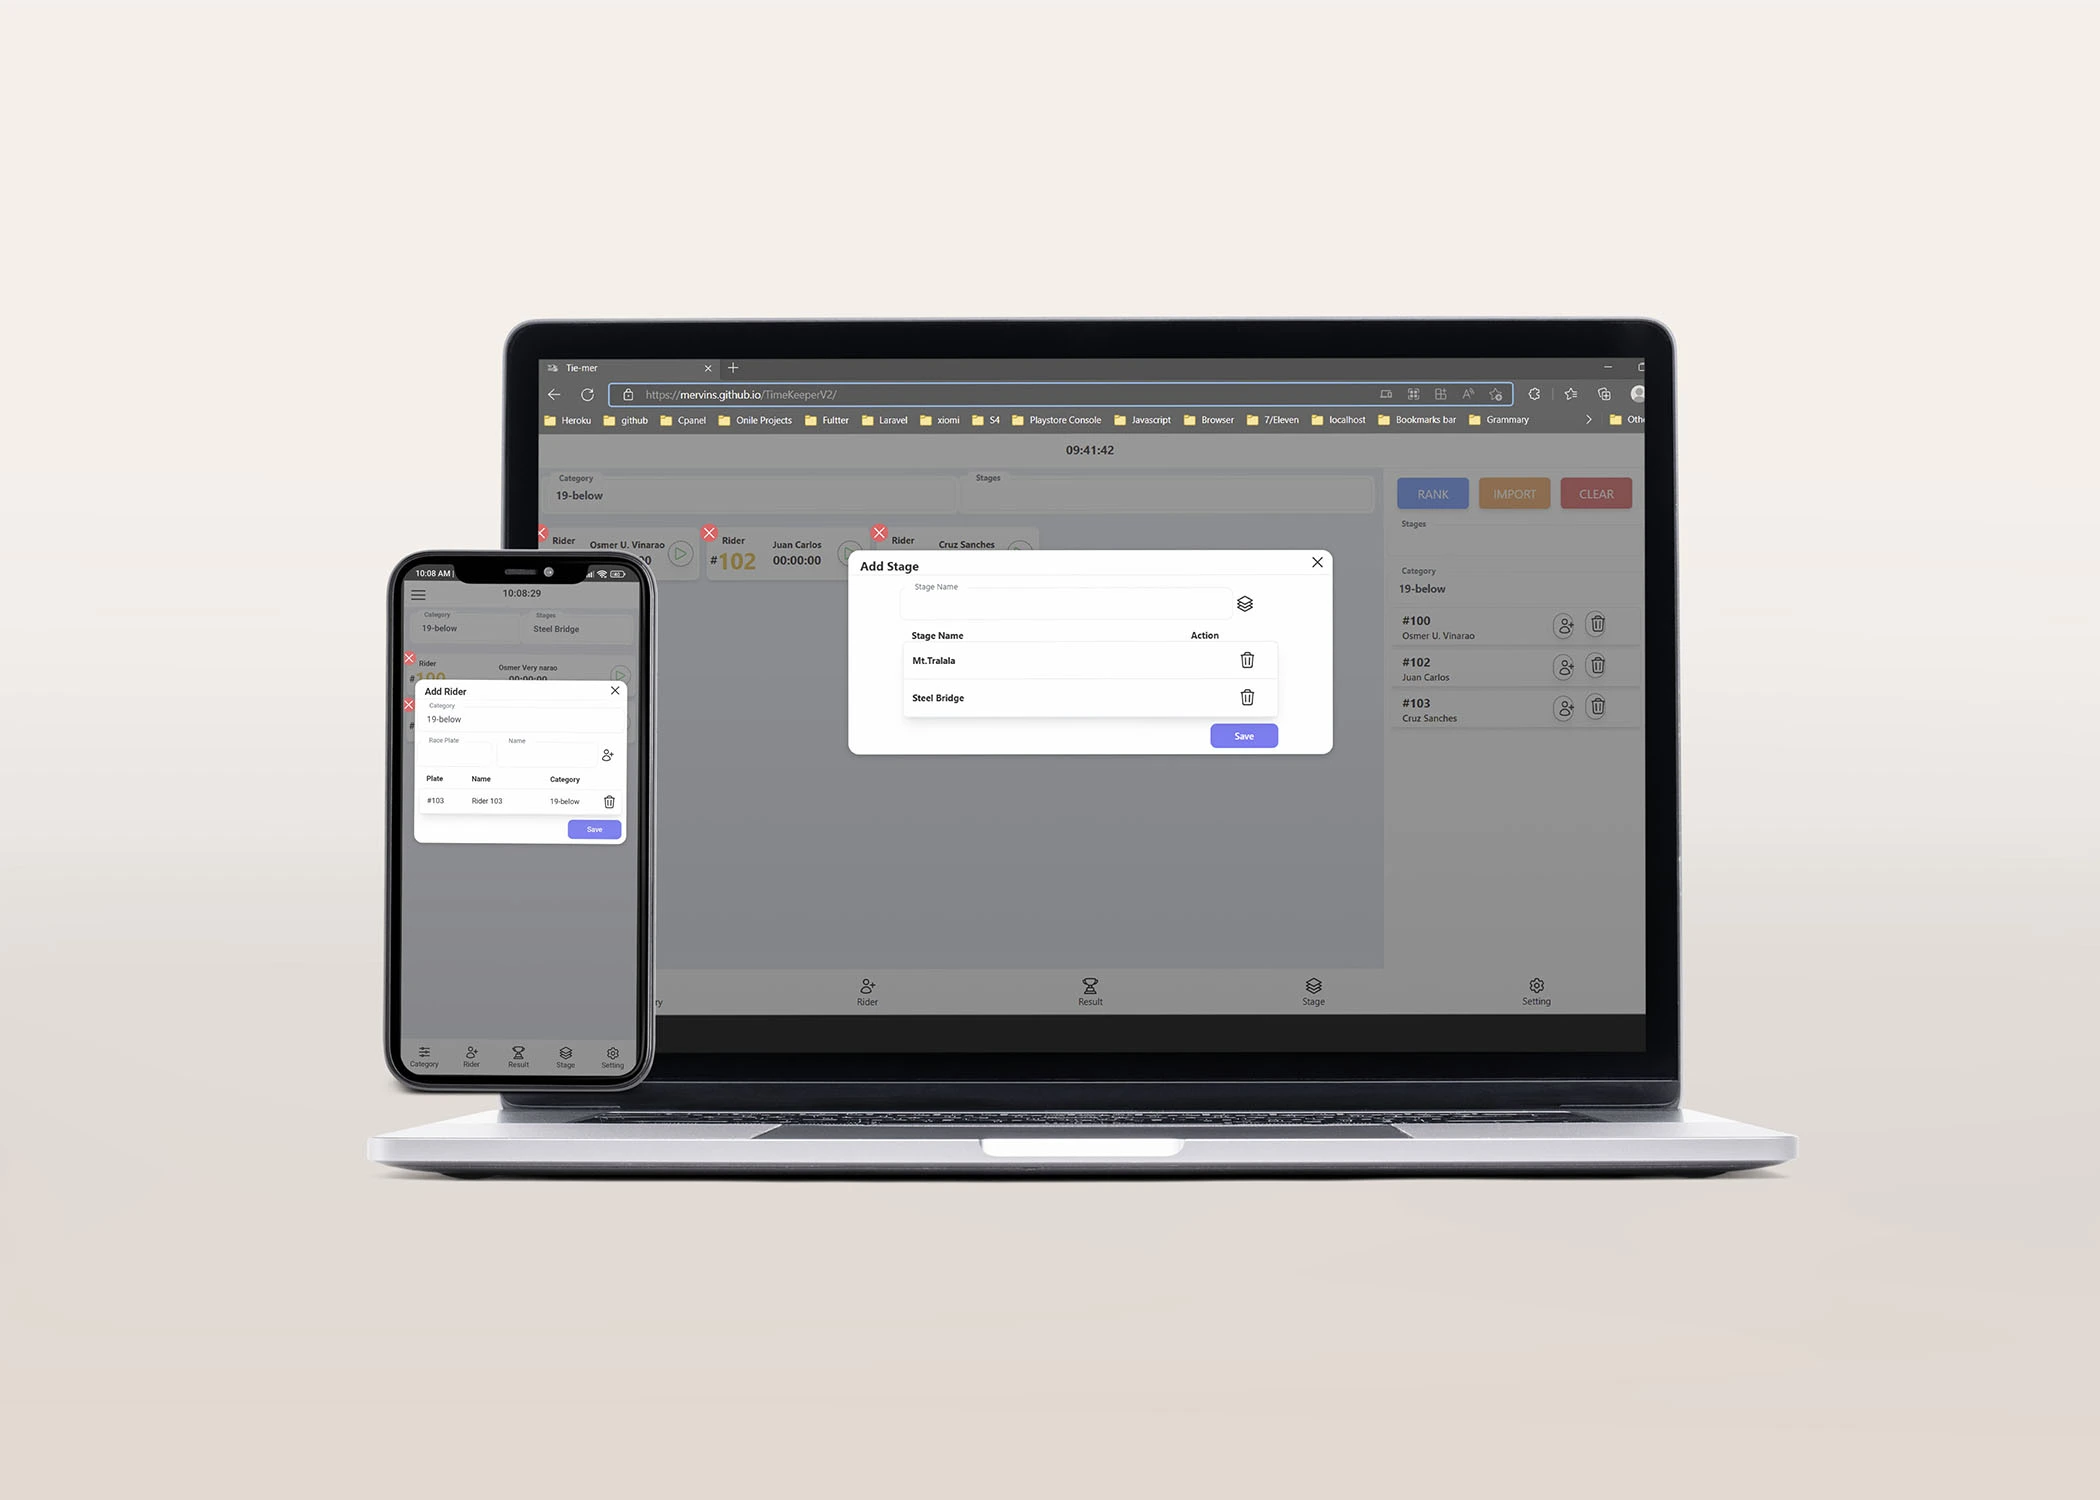 Tie-mer
https://mervins.github.io/TimeKeeperV2/
Heroku github Cpanel Onile Projects Fultter Laravel xiomi S4 Playstore Console Javascript Browser 7/Eleven localhost Bookmarks bar Grammary
09:41:42
Category
19-below
Stages
RANK IMPORT CLEAR
Stages
Category
19-below
#100
Osmer U. Vinarao
#102
Juan Carlos
#103
Cruz Sanches
Rider Osmer U. Vinarao
Rider Juan Carlos
#102 00:00:00
Rider Cruz Sanches
Add Stage
Stage Name
Stage Name Action
Mt.Tralala
Steel Bridge
Save
Rider Result Stage Setting
10:08 AM
10:08:29
Category Stages
19-below Steel Bridge
Rider Osmer Very narao
#100 00:00:00
Add Rider
Category
19-below
Race Plate Name
Plate Name Category
#103 Rider 103 19-below
Save
Category Rider Result Stage Setting